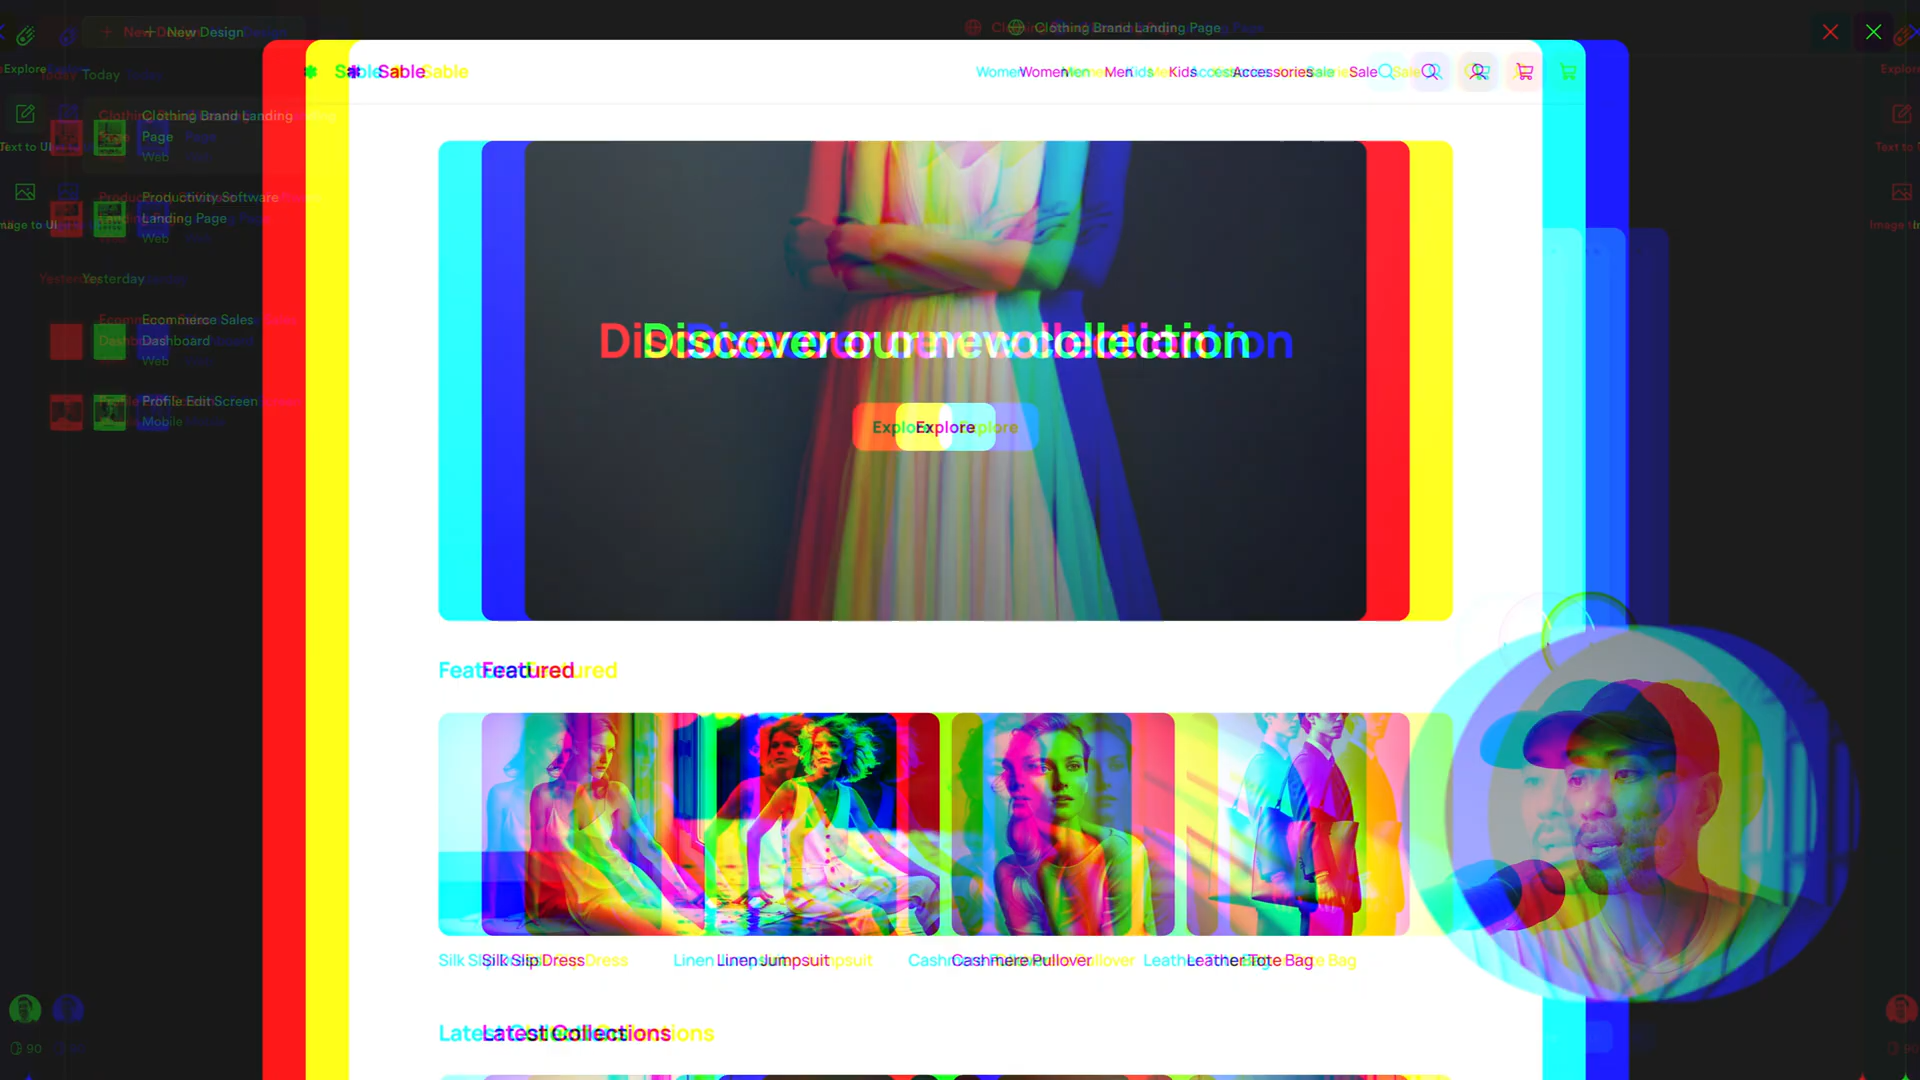 New Design
Clothing Brand Landing Page
Explore
Today
Clothing Brand Landing
Page
Web
Text to UI
Productivity Software
Landing Page
Web
Image to UI
Yesterday
Ecommerce Sales
Dashboard
Web
Profile Edit Screen
Mobile
90
Sable
Women Men Kids Accessories Sale
Discover our new collection
Explore
Featured
Silk Slip Dress
Linen Jumpsuit
Cashmere Pullover
Leather Tote Bag
Latest Collections